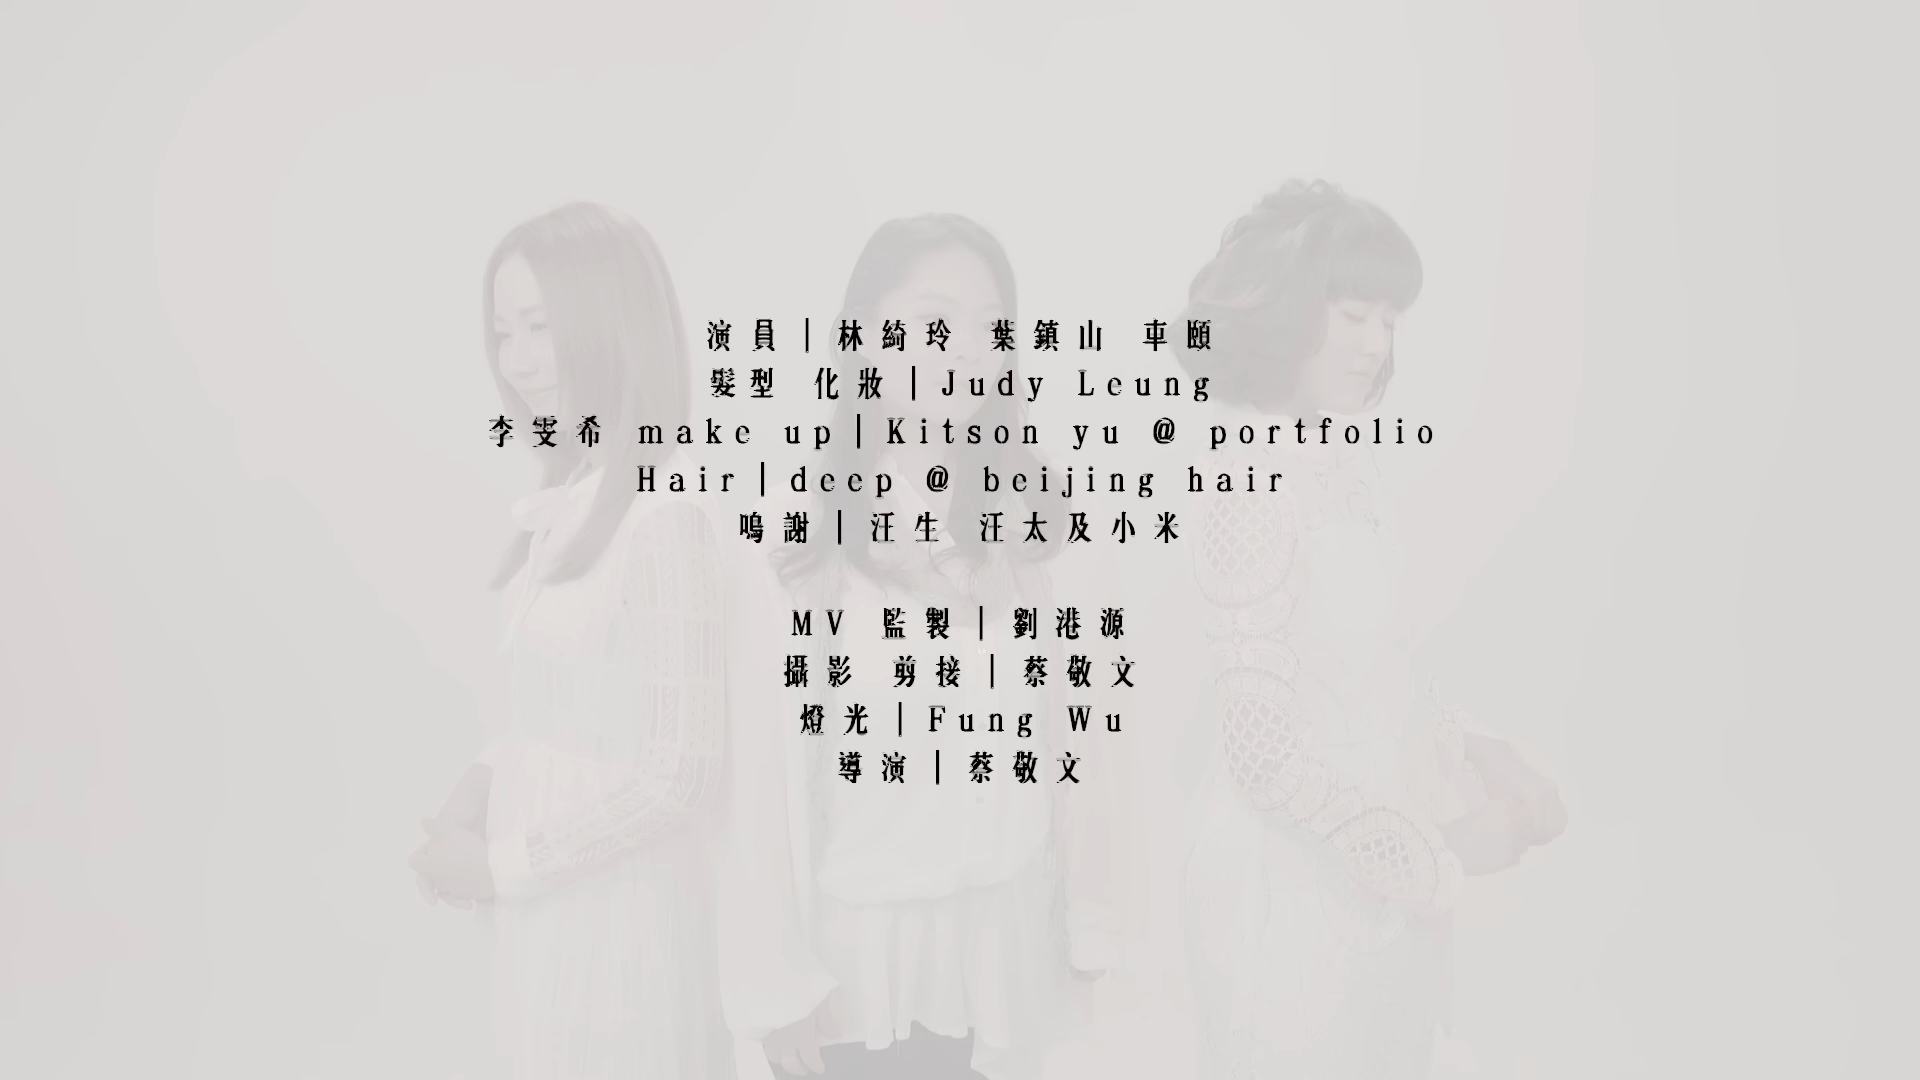 演員｜林綺玲 葉鎮山 車頤
髮型 化妝｜Judy Leung
李雯希 make up｜Kitson yu @ portfolio
Hair｜deep @ beijing hair
嗚謝｜汪生 汪太及小米
MV 監製｜劉港源
攝影 剪接｜蔡敬文
燈光｜Fung Wu
導演｜蔡敬文